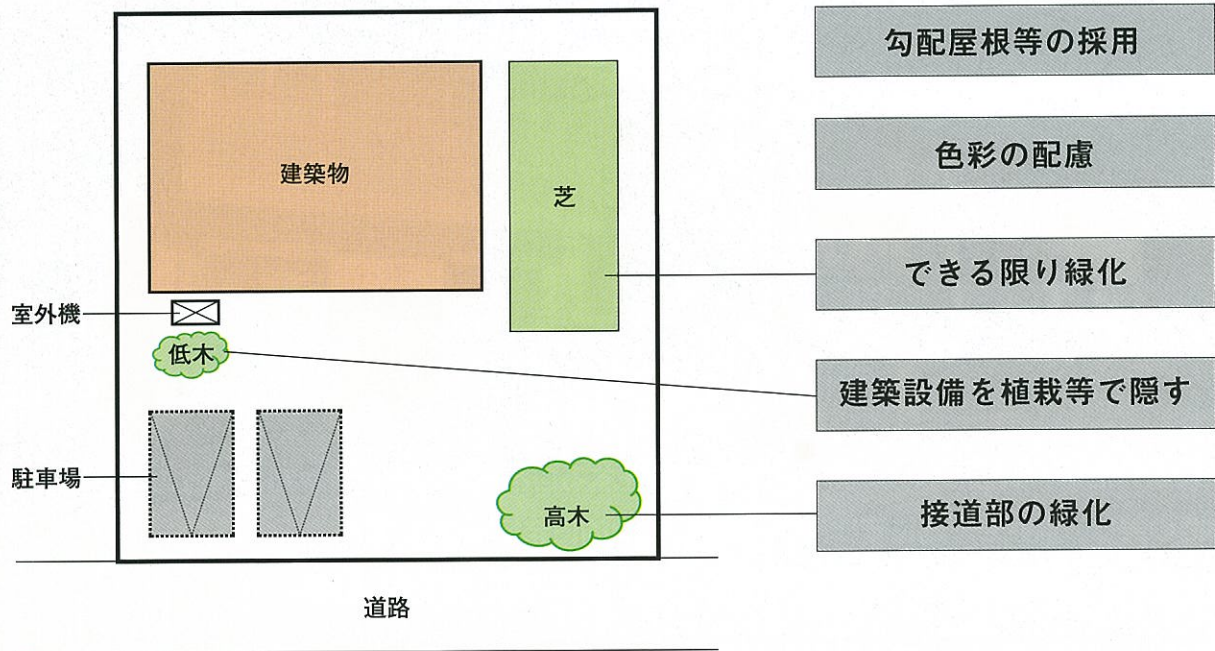 勾配屋根等の採用
色彩の配慮
建築物
芝
できる限り緑化
室外機
低木
建築設備を植栽等で隠す
駐車場
高木
接道部の緑化
道路